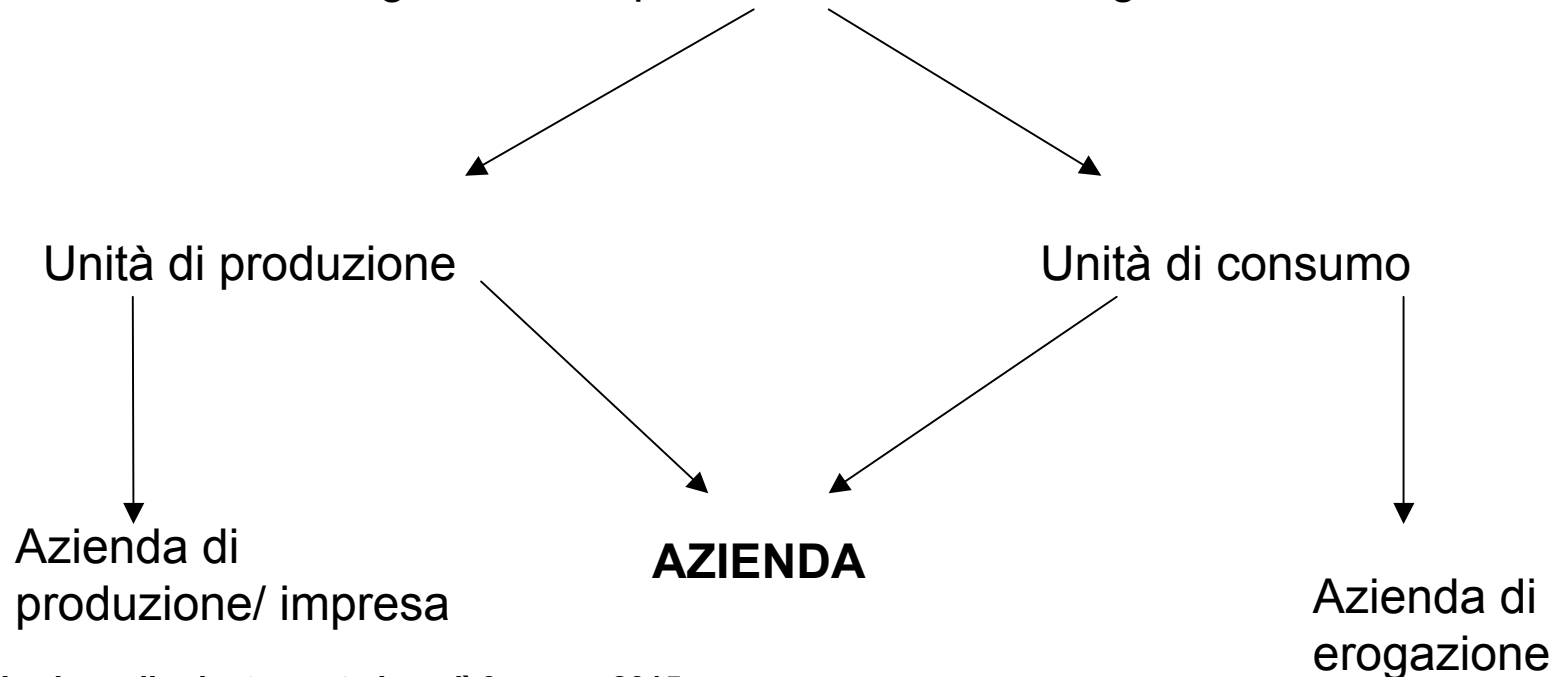 Unità di produzione
Unità di consumo
Azienda di
produzione/ impresa
AZIENDA
Azienda di
erogazione